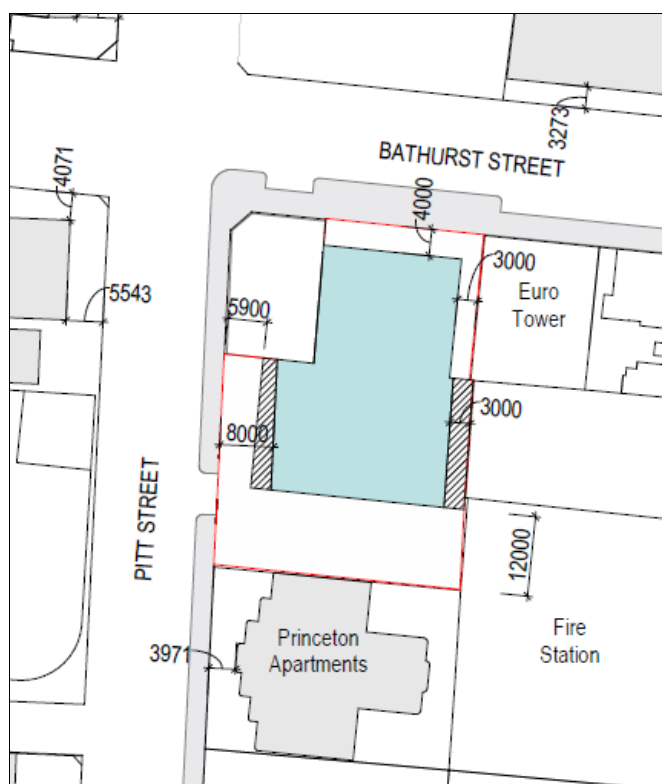 3273
BATHURST STREET
4071
4000
3000
Euro
Tower
5543
5900
3000
8000
PITT STREET
12000
Fire
Station
Princeton
Apartments
3971